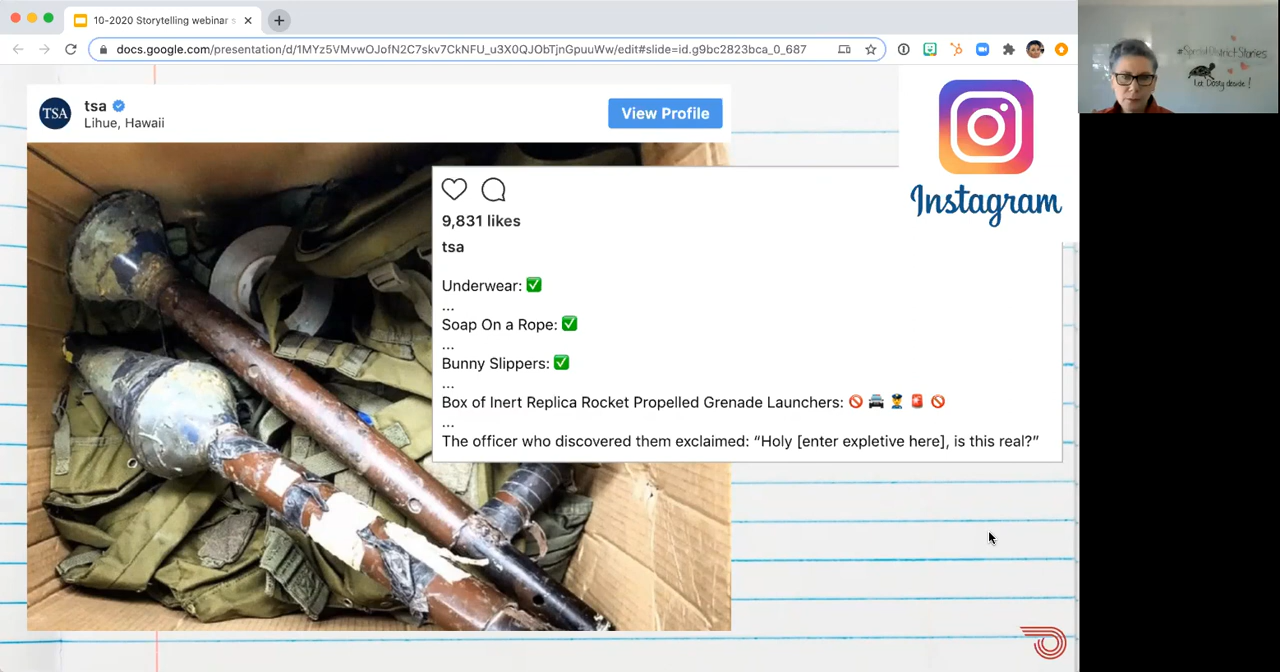 10-2020 Storytelling webinar s
docs.google.com/presentation/d/1MYz5VMvwOJofN2C7skv7CkNFU_u3X0QJObTjnGpuuWw/edit#slide=id.g9bc2823bca_0_687
TSA
tsa
Lihue, Hawaii
View Profile
Instagram
9,831 likes
tsa
Underwear: ✅
...
Soap On a Rope: ✅
...
Bunny Slippers: ✅
...
Box of Inert Replica Rocket Propelled Grenade Launchers: 🚫 🚔 👮 🚨 🚫
...
The officer who discovered them exclaimed: “Holy [enter expletive here], is this real?”